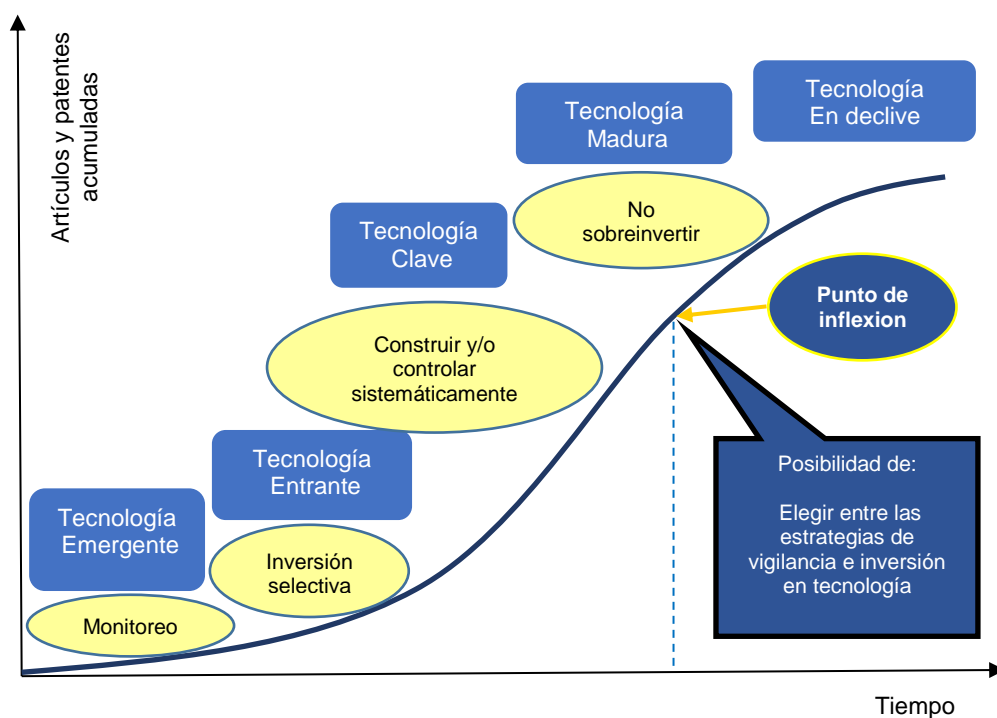 Artículos y patentes
acumuladas
Tecnología
Emergente
Monitoreo
Tecnología
Entrante
Inversión
selectiva
Tecnología
Clave
Construir y/o
controlar
sistemáticamente
Tecnología
Madura
No
sobreinvertir
Tecnología
En declive
Punto de
inflexion
Posibilidad de:
Elegir entre las
estrategias de
vigilancia e inversión
en tecnología
Tiempo